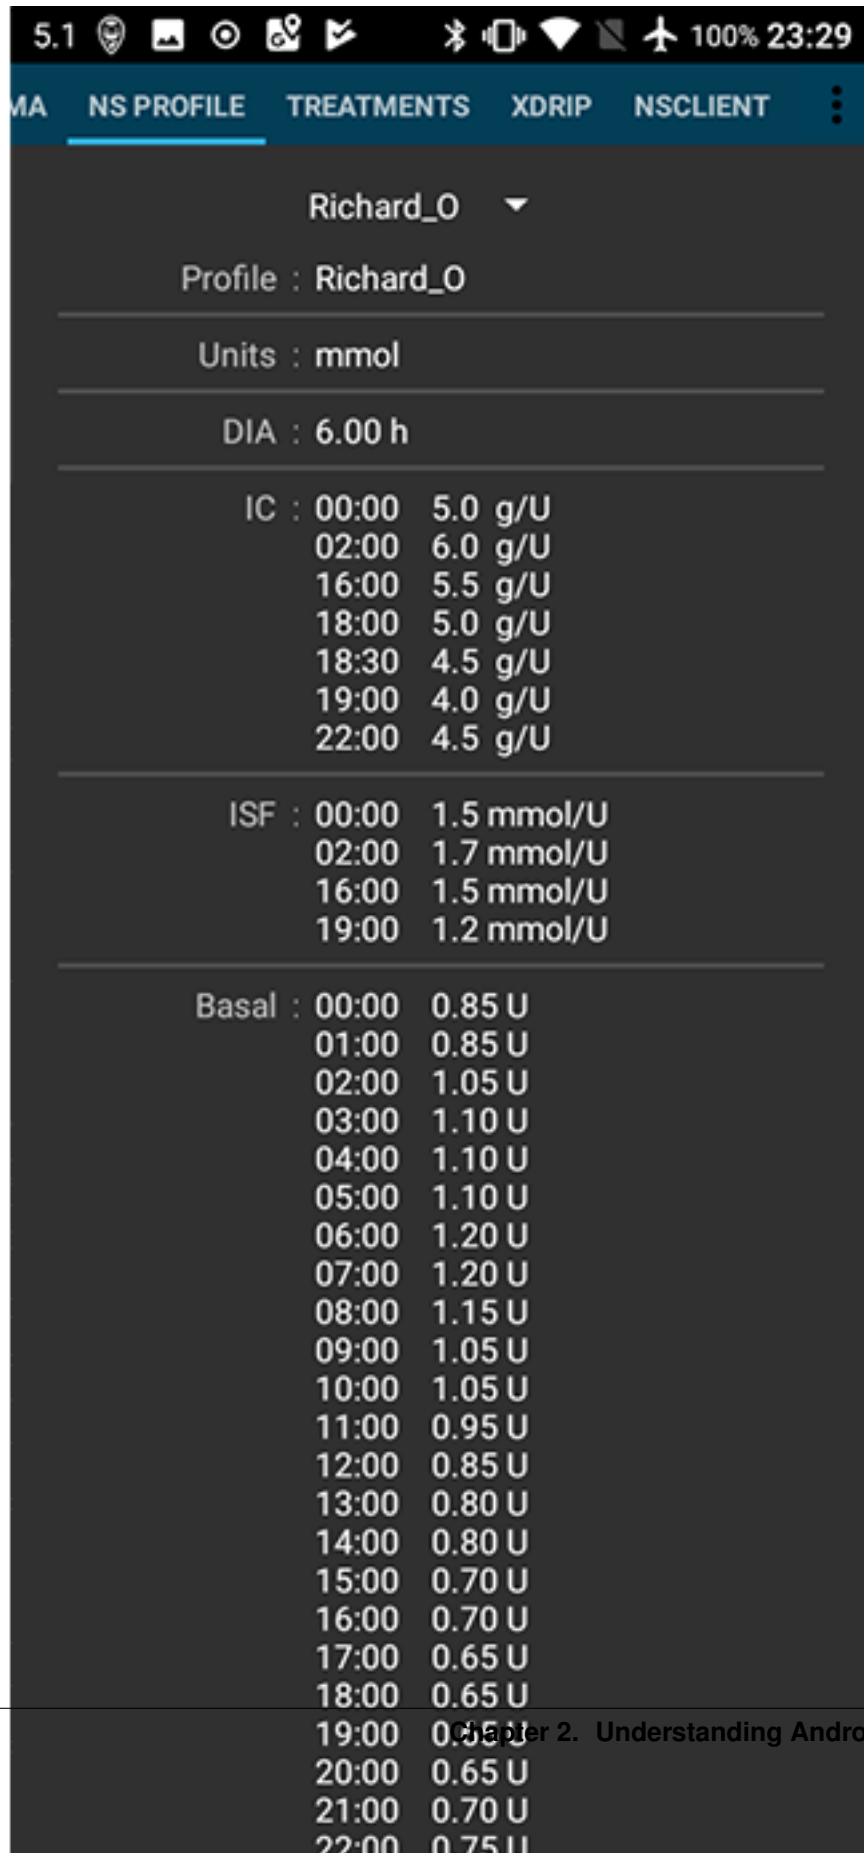 5.1 100% 23:29
MA NS PROFILE TREATMENTS XDRIP NSCLIENT
Richard_O
Profile : Richard_O
Units : mmol
DIA : 6.00 h
IC : 00:00 5.0 g/U
02:00 6.0 g/U
16:00 5.5 g/U
18:00 5.0 g/U
18:30 4.5 g/U
19:00 4.0 g/U
22:00 4.5 g/U
ISF : 00:00 1.5 mmol/U
02:00 1.7 mmol/U
16:00 1.5 mmol/U
19:00 1.2 mmol/U
Basal : 00:00 0.85 U
01:00 0.85 U
02:00 1.05 U
03:00 1.10 U
04:00 1.10 U
05:00 1.10 U
06:00 1.20 U
07:00 1.20 U
08:00 1.15 U
09:00 1.05 U
10:00 1.05 U
11:00 0.95 U
12:00 0.85 U
13:00 0.80 U
14:00 0.80 U
15:00 0.70 U
16:00 0.70 U
17:00 0.65 U
18:00 0.65 U
19:00
Chapter 2. Understanding Andro
20:00 0.65 U
21:00 0.70 U
22:00 0.75 U